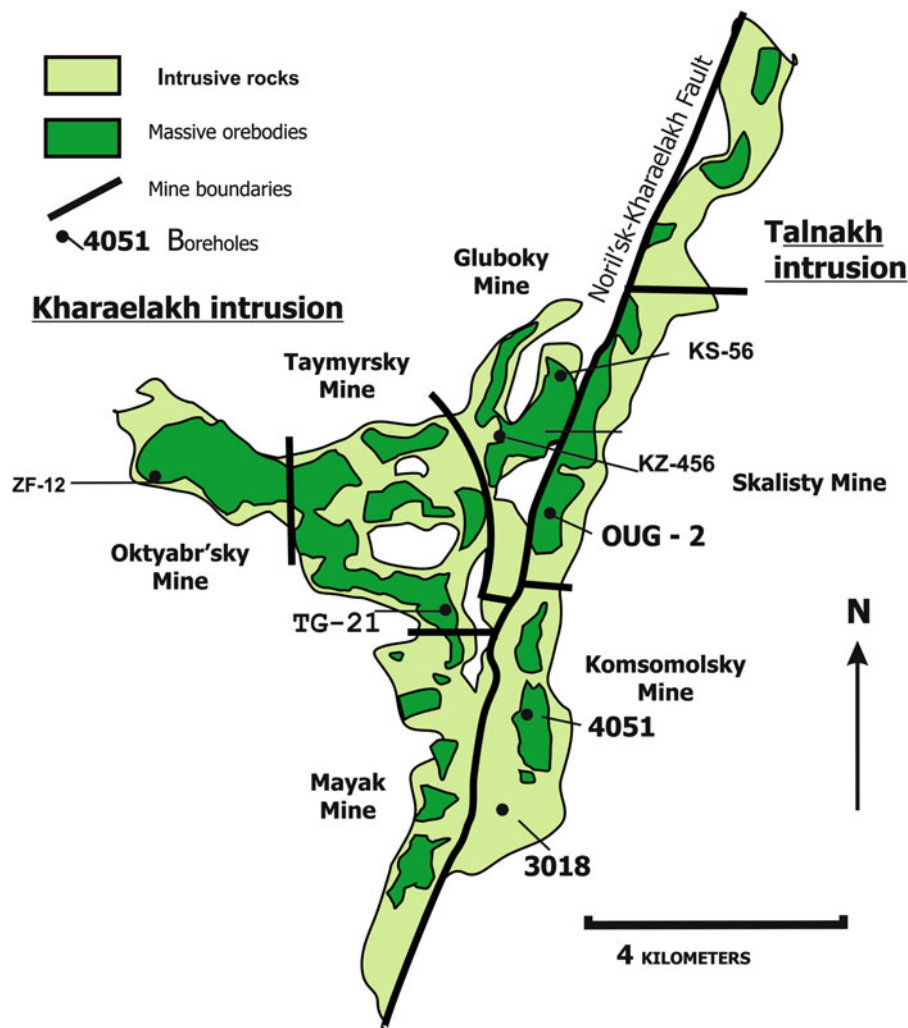 Intrusive rocks
Massive orebodies
Mine boundaries
4051 Boreholes
Noril'sk-Kharaelakh Fault
Talnakh
intrusion
Gluboky
Mine
Kharaelakh intrusion
KS-56
Taymyrsky
Mine
KZ-456
ZF-12
Skalisty Mine
OUG - 2
Oktyabr'sky
Mine
TG-21
N
Komsomolsky
Mine
4051
Mayak
Mine
3018
4 KILOMETERS